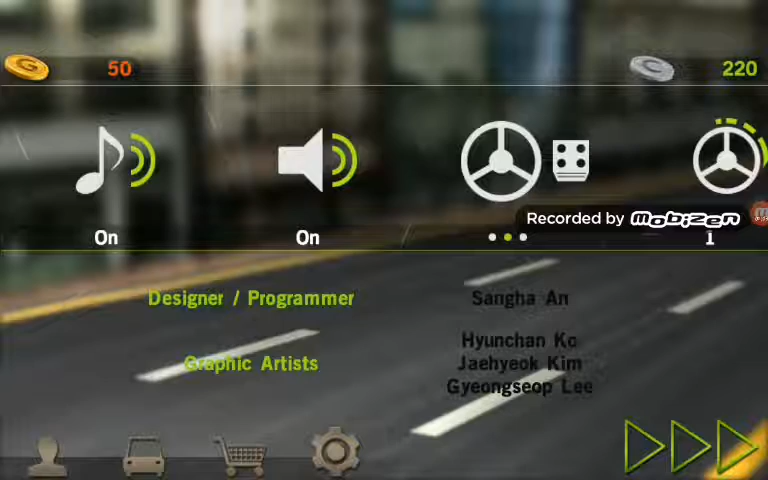 50
220
Recorded by Mobizen
On
On
1
Designer / Programmer
Sangha An
Graphic Artists
Hyunchan Ko
Jaehyeok Kim
Gyeongseop Lee